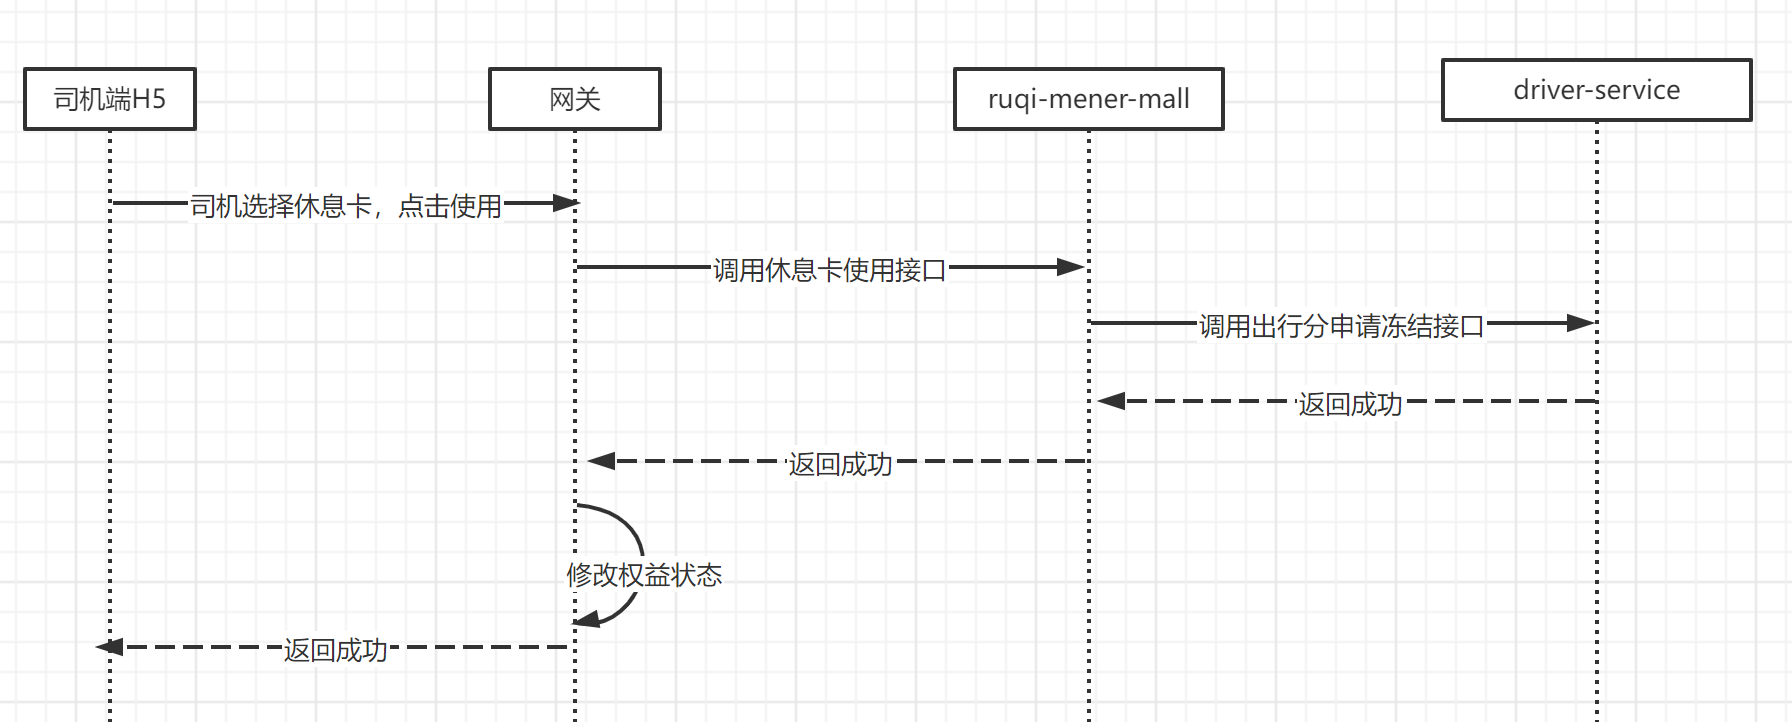 司机端H5
网关
ruqi-mener-mall
driver-service
司机选择休息卡，点击使用
调用休息卡使用接口
调用出行分申请冻结接口
返回成功
返回成功
修改权益状态
返回成功